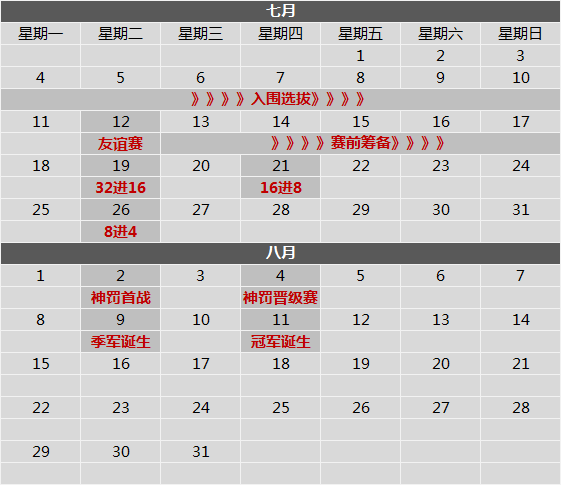 七月
星期一 星期二 星期三 星期四 星期五 星期六 星期日
1 2 3
4 5 6 7 8 9 10
》》》》入围选拔》》》》
11 12 13 14 15 16 17
友谊赛 》》》》赛前筹备》》》》
18 19 20 21 22 23 24
32进16 16进8
25 26 27 28 29 30 31
8进4
八月
1 2 3 4 5 6 7
神罚首战 神罚晋级赛
8 9 10 11 12 13 14
季军诞生 冠军诞生
15 16 17 18 19 20 21
22 23 24 25 26 27 28
29 30 31